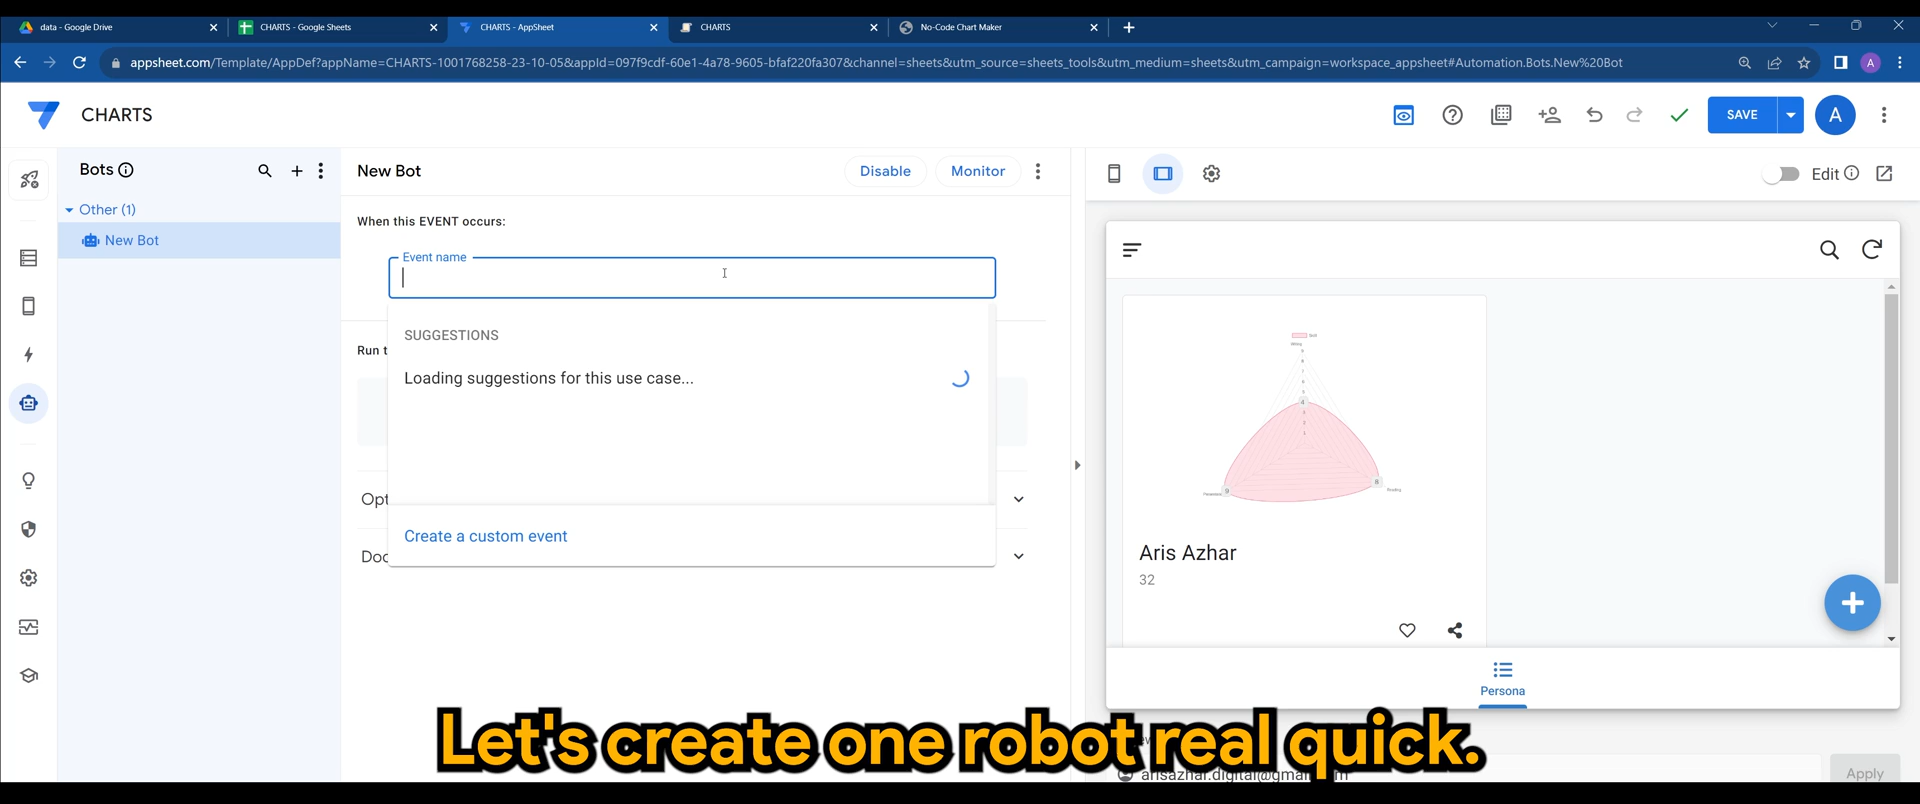 data - Google Drive
CHARTS - Google Sheets
CHARTS - AppSheet
CHARTS
No-Code Chart Maker
appsheet.com/Template/AppDef?appName=CHARTS-1001768258-23-10-05&appId=097f9cdf-60e1-4a78-9605-bfaf220fa307&channel=sheets&utm_source=sheets_tools&utm_medium=sheets&utm_campaign=workspace_appsheet#Automation.Bots.New%20Bot
A
CHARTS
SAVE
A
Bots
New Bot
Disable
Monitor
Edit
Other (1)
New Bot
When this EVENT occurs:
Event name
SUGGESTIONS
Run t
Loading suggestions for this use case...
Opt
Create a custom event
Doc
4
9
8
Reading
Aris Azhar
32
Persona
Let's create one robot real quick.
Apply